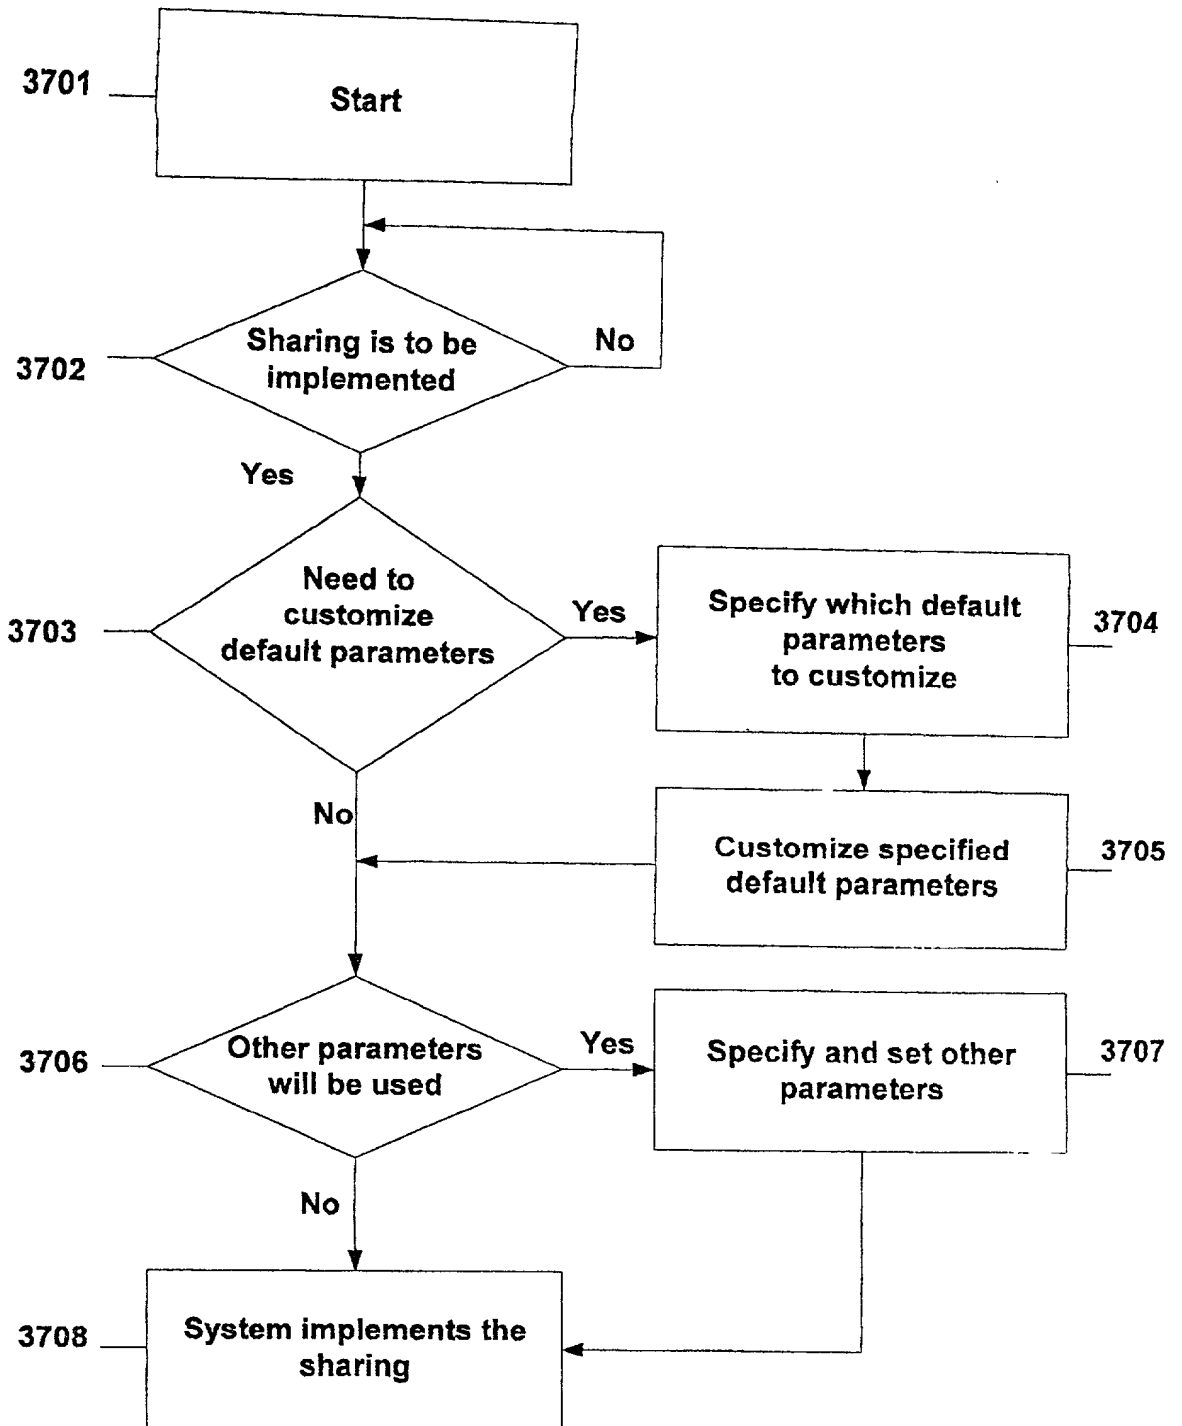 3701
Start
Sharing is to be
implemented
No
3702
Yes
Need to
customize
default parameters
3703
Yes
Specify which default
parameters
to customize
3704
No
Customize specified
default parameters
3705
Other parameters
will be used
3706
Yes
Specify and set other
parameters
3707
No
System implements the
sharing
3708